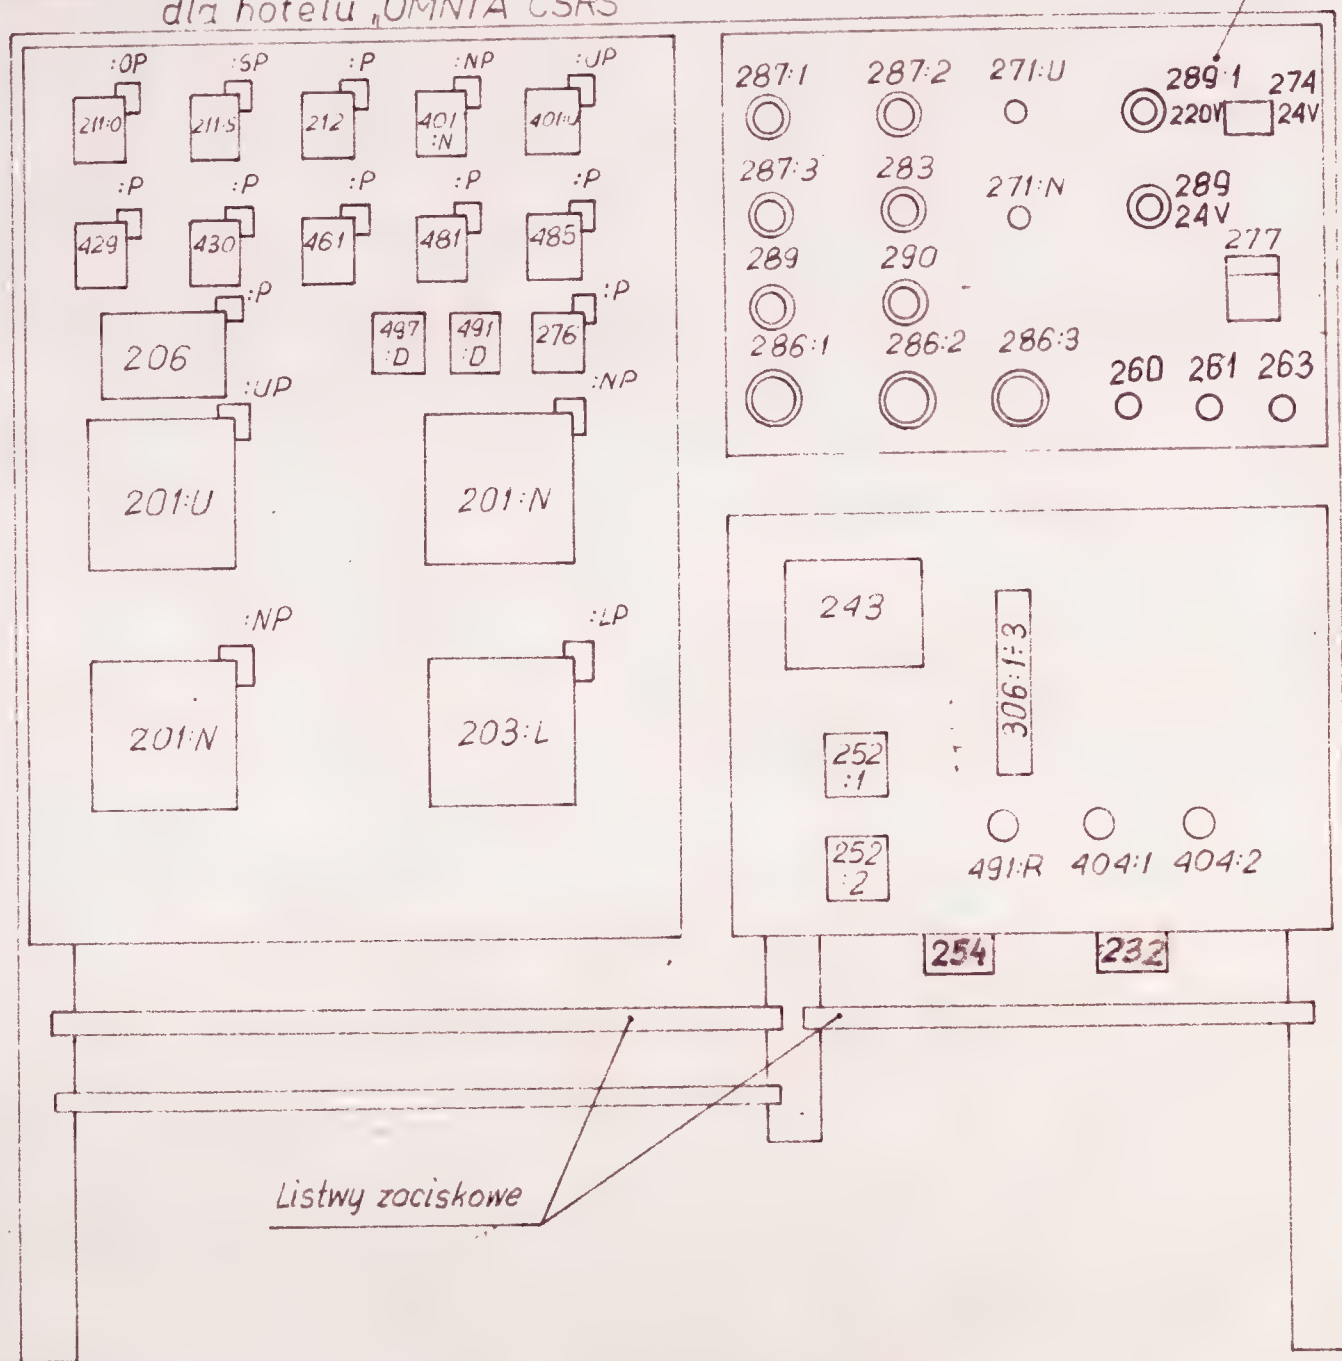 dla hotelu „OMNIA ČSRS"
:OP :SP :P :NP :UP
211:O 211:S 212 401 :N 401:U
:P :P :P :P :P
429 430 461 481 485
:P :P
206 497 :D 491 :D 276
:UP :NP
201:U 201:N
:NP :LP
201:N 203:L
287:1 287:2 271:U 289:1 274
220V 24V
287:3 283 271:N 289
24V
277
289 290
286:1 286:2 286:3
260 261 263
243
306:1÷3
252
:1
252
:2
491:R 404:1 404:2
254 232
Listwy zaciskowe